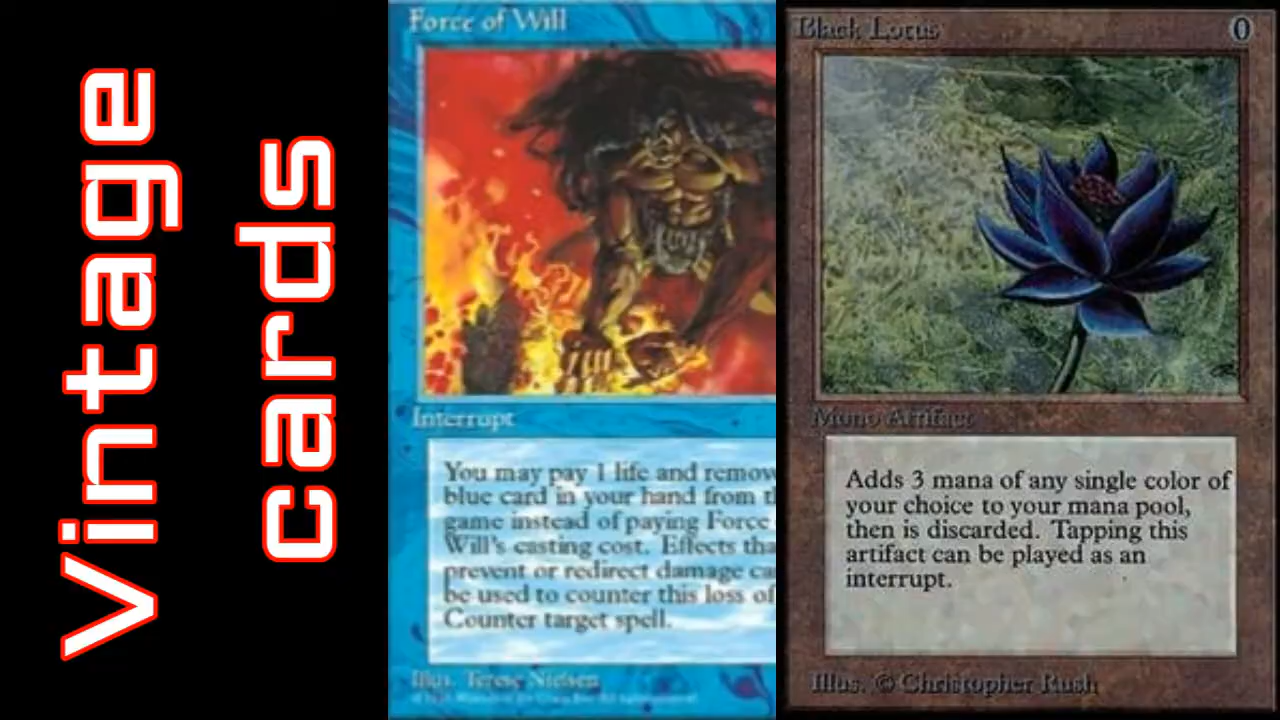 Vintage
cards
Force of Will
Interrupt
You may pay 1 life and remov
blue card in your hand from t
game instead of paying Force
Will's casting cost. Effects tha
prevent or redirect damage ca
be used to counter this loss of
Counter target spell.
Illus. Terese Nielsen
Black Lotus
0
Mono Artifact
Adds 3 mana of any single color of
your choice to your mana pool,
then is discarded. Tapping this
artifact can be played as an
interrupt.
Illus. © Christopher Rush